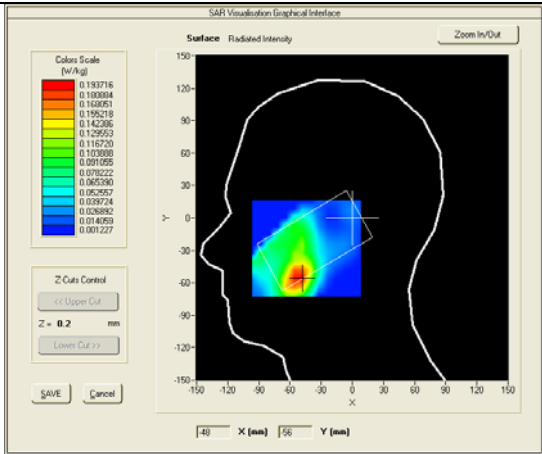 SAR Visualisation Graphical Interface
Surface Radiated Intensity
Zoom In/Out
Colors Scale
(W/kg)
0.193716
0.180884
0.168051
0.155218
0.142386
0.129553
0.116720
0.103888
0.091055
0.078222
0.065390
0.052557
0.039724
0.026892
0.014059
0.001227
Z-Cuts Control
<< Upper Cut
Z = 0.2 mm
Lower Cut >>
SAVE Cancel
150
120
90
60
30
0
-30
-60
-90
-120
-150
Y
-150 -120 -90 -60 -30 0 30 60 90 120 150
X
-48 X (mm) -56 Y (mm)